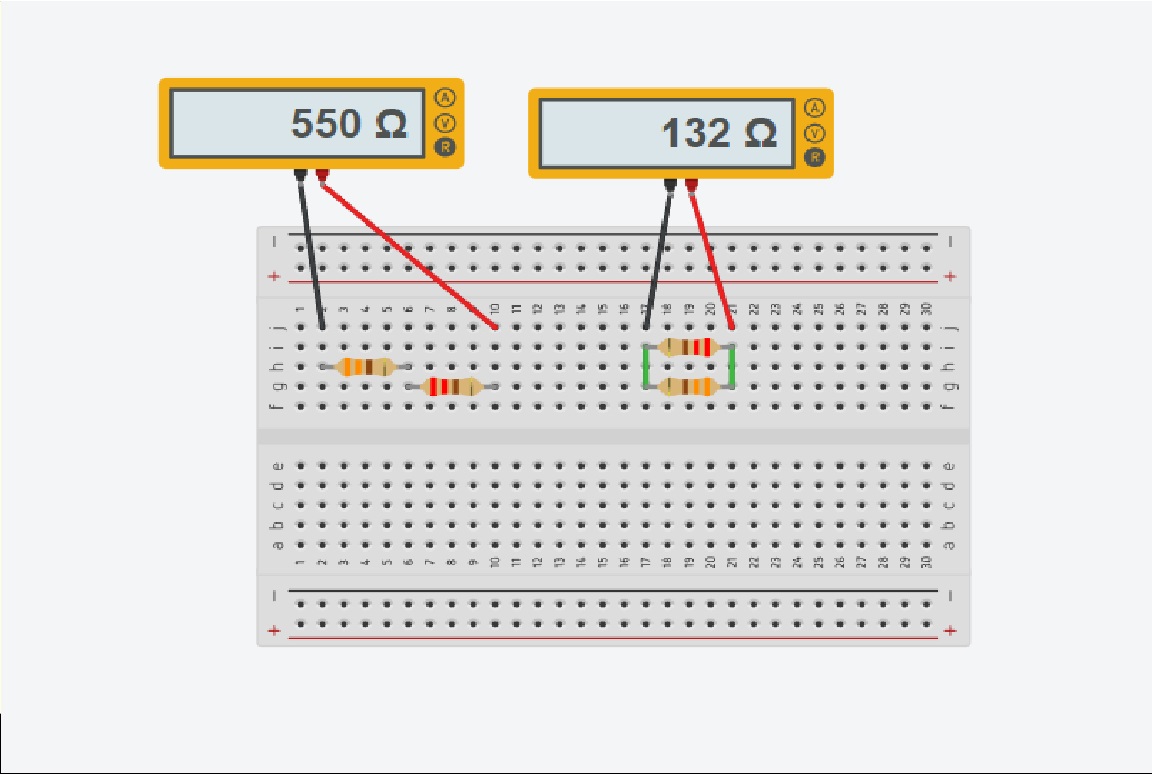 550 Ω
A
V
R
132 Ω
A
V
R
− −
+ +
1 2 3 4 5 6 7 8 9 10 11 12 13 14 15 16 17 18 19 20 21 22 23 24 25 26 27 28 29 30
j j
i i
h h
g g
f f
e e
d d
c c
b b
a a
1 2 3 4 5 6 7 8 9 10 11 12 13 14 15 16 17 18 19 20 21 22 23 24 25 26 27 28 29 30
− −
+ +